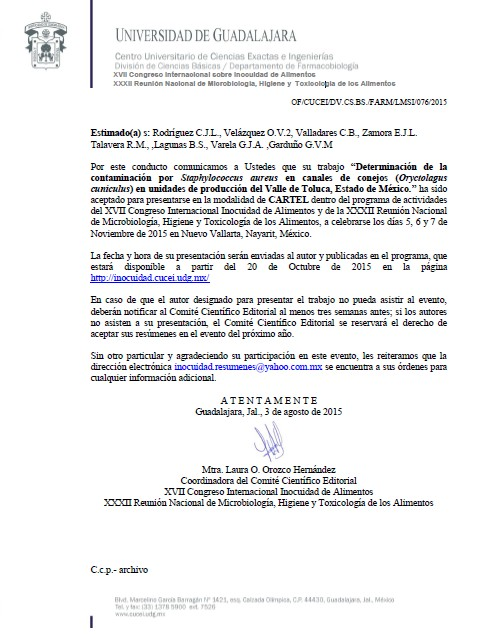 UNIVERSIDAD DE GUADALAJARA
Centro Universitario de Ciencias Exactas e Ingenierías
División de Ciencias Básicas / Departamento de Farmacobiología
XVII Congreso Internacional sobre Inocuidad de Alimentos
XXXII Reunión Nacional de Microbiología, Higiene y Toxicología de los Alimentos
OF/CUCEI/DV.CS.BS./FARM/LMSI/076/2015
Estimado(a) s: Rodríguez C.J.L., Velázquez O.V.2, Valladares C.B., Zamora E.J.L.
Talavera R.M., ,Lagunas B.S., Varela G.J.A. ,Garduño G.V.M
Por este conducto comunicamos a Ustedes que su trabajo “Determinación de la
contaminación por Staphylococcus aureus en canales de conejos (Oryctolagus
cuniculus) en unidades de producción del Valle de Toluca, Estado de México.” ha sido
aceptado para presentarse en la modalidad de CARTEL dentro del programa de actividades
del XVII Congreso Internacional Inocuidad de Alimentos y de la XXXII Reunión Nacional
de Microbiología, Higiene y Toxicología de los Alimentos, a celebrarse los días 5, 6 y 7 de
Noviembre de 2015 en Nuevo Vallarta, Nayarit, México.
La fecha y hora de su presentación serán enviadas al autor y publicadas en el programa, que
estará disponible a partir del 20 de Octubre de 2015 en la página
http://inocuidad.cucei.udg.mx/
En caso de que el autor designado para presentar el trabajo no pueda asistir al evento,
deberán notificar al Comité Científico Editorial al menos tres semanas antes; si los autores
no asisten a su presentación, el Comité Científico Editorial se reservará el derecho de
aceptar sus resúmenes en el evento del próximo año.
Sin otro particular y agradeciendo su participación en este evento, les reiteramos que la
dirección electrónica inocuidad.resumenes@yahoo.com.mx se encuentra a sus órdenes para
cualquier información adicional.
A T E N T A M E N T E
Guadalajara, Jal., 3 de agosto de 2015
Mtra. Laura O. Orozco Hernández
Coordinadora del Comité Científico Editorial
XVII Congreso Internacional Inocuidad de Alimentos
XXXII Reunión Nacional de Microbiología, Higiene y Toxicología de los Alimentos
C.c.p.- archivo
Blvd. Marcelino García Barragán Nº 1421, esq. Calzada Olímpica, C.P. 44430, Guadalajara, Jal., México
Tel. y fax: (33) 1378 5900 ext. 7526
www.cucei.udg.mx